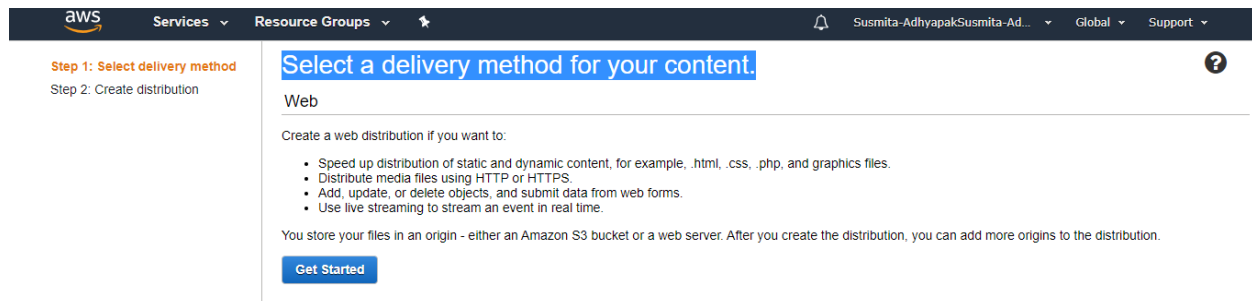 aws Services Resource Groups Susmita-AdhyapakSusmita-Ad... Global Support
Step 1: Select delivery method
Step 2: Create distribution
Select a delivery method for your content.
?
Web
Create a web distribution if you want to:
• Speed up distribution of static and dynamic content, for example, .html, .css, .php, and graphics files.
• Distribute media files using HTTP or HTTPS.
• Add, update, or delete objects, and submit data from web forms.
• Use live streaming to stream an event in real time.
You store your files in an origin - either an Amazon S3 bucket or a web server. After you create the distribution, you can add more origins to the distribution.
Get Started